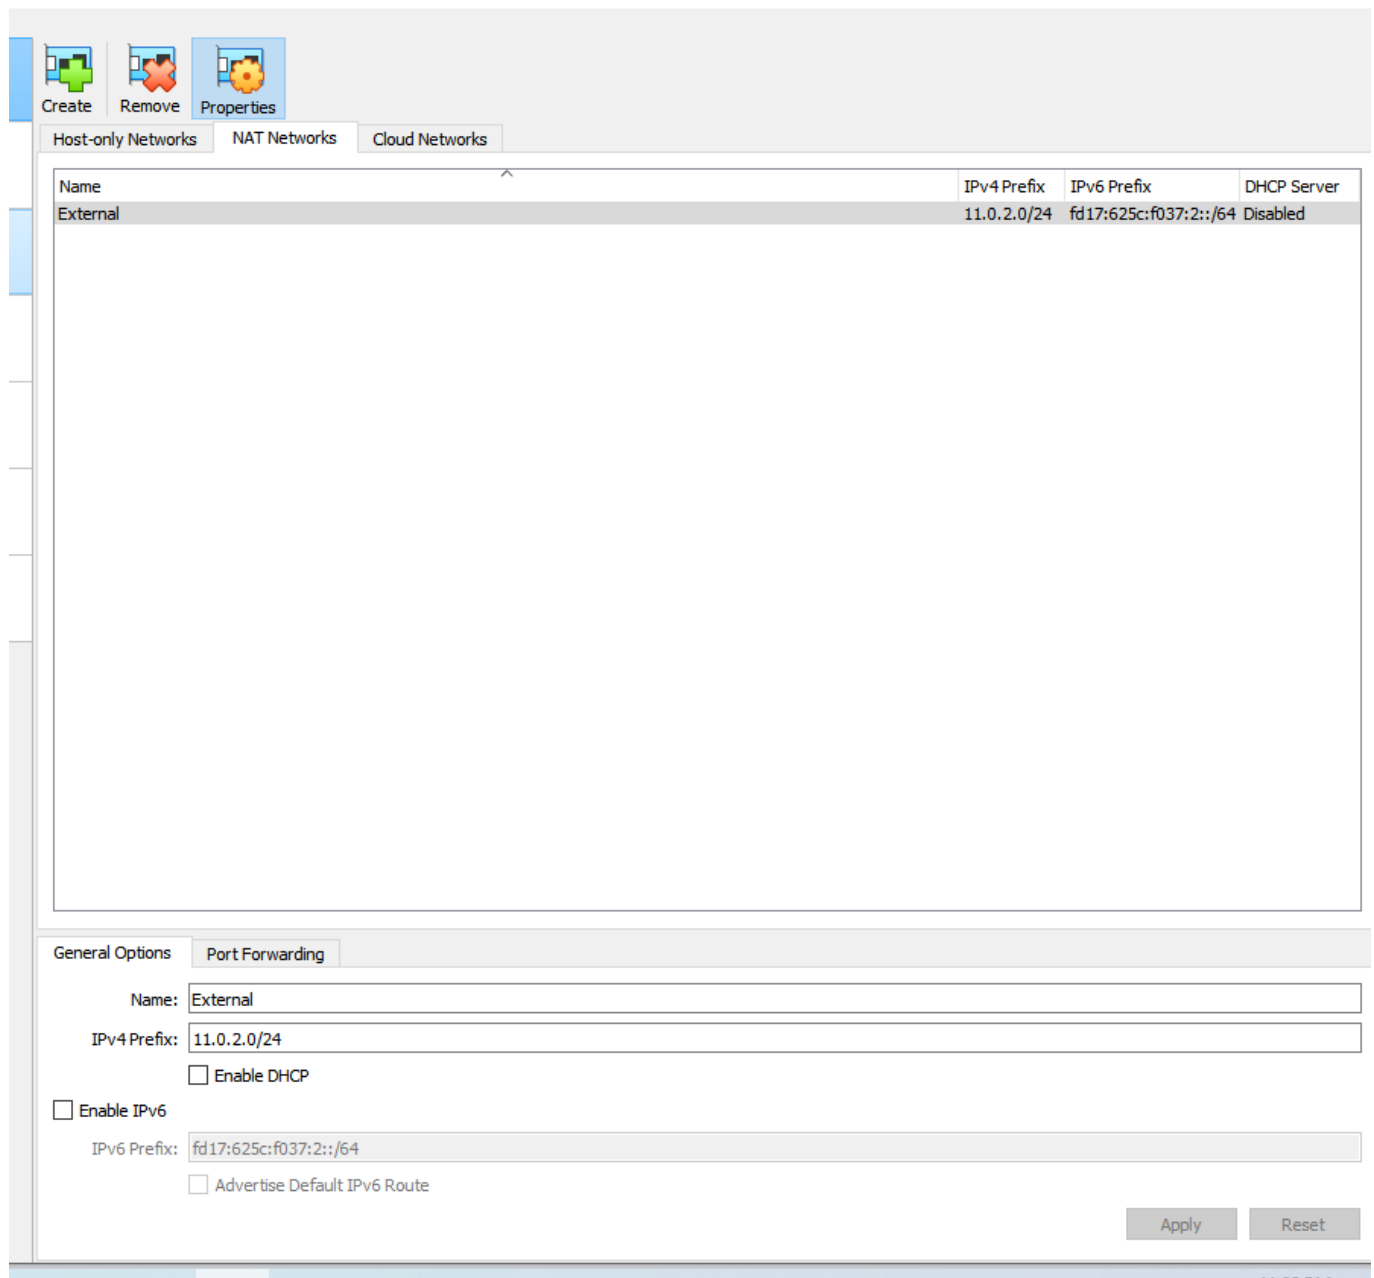 Create Remove Properties
Host-only Networks NAT Networks Cloud Networks
Name IPv4 Prefix IPv6 Prefix DHCP Server
External 11.0.2.0/24 fd17:625c:f037:2::/64 Disabled
General Options Port Forwarding
Name: External
IPv4 Prefix: 11.0.2.0/24
Enable DHCP
Enable IPv6
IPv6 Prefix: fd17:625c:f037:2::/64
Advertise Default IPv6 Route
Apply Reset